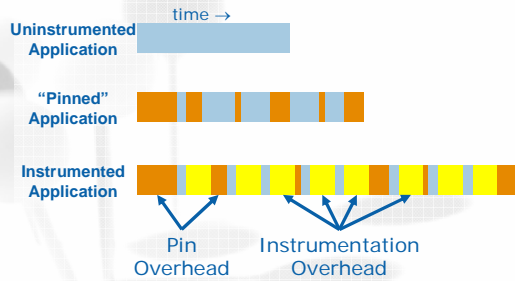 time →
Uninstrumented
Application
“Pinned”
Application
Instrumented
Application
Pin
Overhead
Instrumentation
Overhead